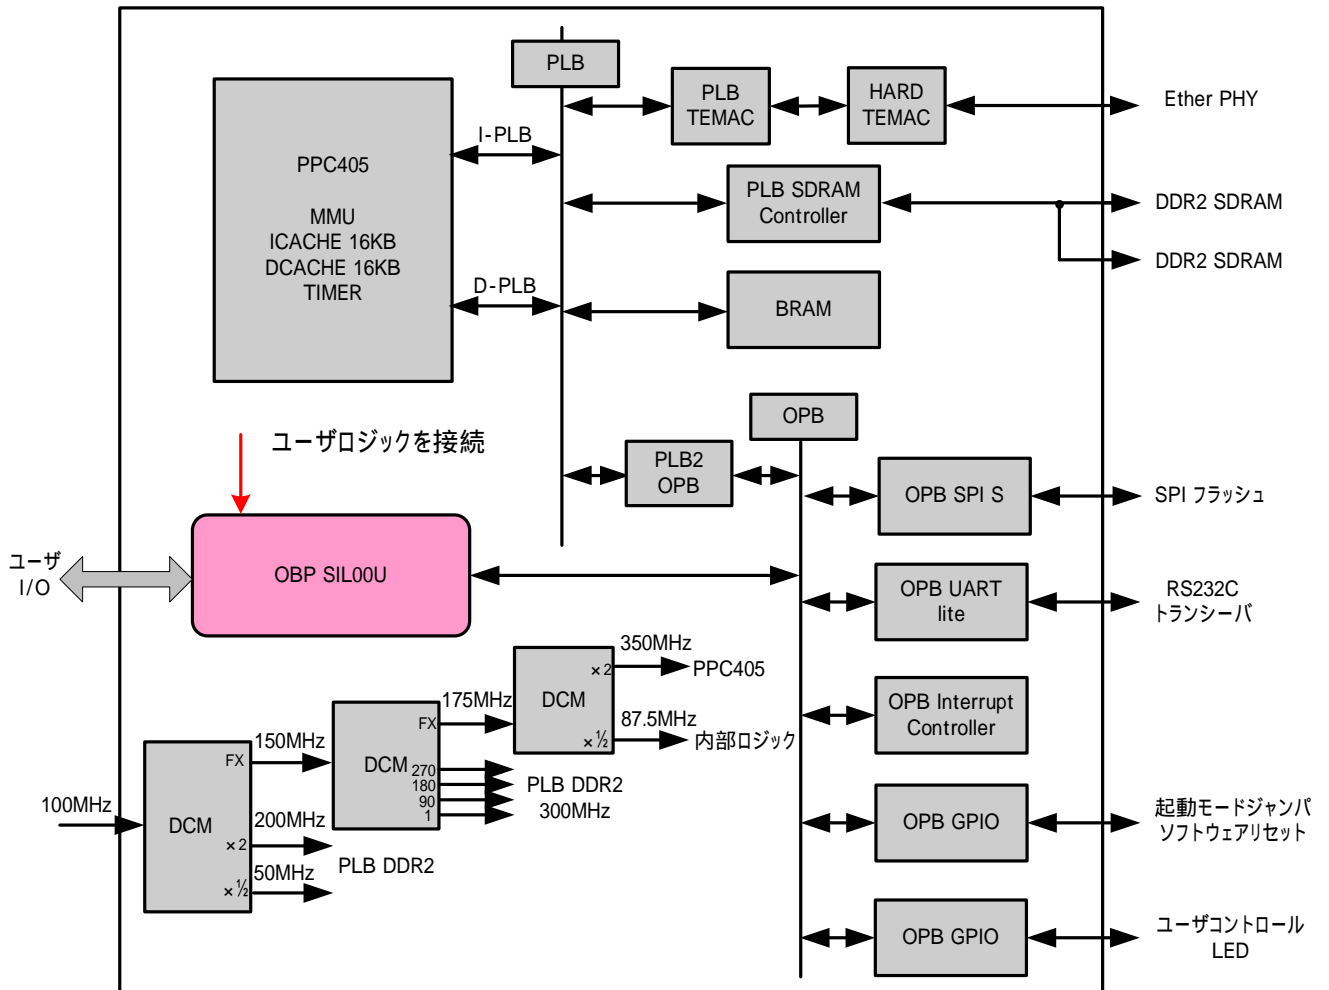 PLB
PLB
TEMAC
HARD
TEMAC
Ether PHY
I-PLB
PPC405
MMU
ICACHE 16KB
DCACHE 16KB
TIMER
PLB SDRAM
Controller
DDR2 SDRAM
DDR2 SDRAM
D-PLB
BRAM
OPB
ユーザロジックを接続
PLB2
OPB
OPB SPI S
SPI フラッシュ
ユーザ
I/O
OBP SIL00U
OPB UART
lite
RS232C
トランシーバ
350MHz
×2
PPC405
DCM
175MHz
87.5MHz
×½
内部ロジック
OPB Interrupt
Controller
FX
150MHz
FX
DCM
270
180
90
1
PLB DDR2
300MHz
100MHz
DCM
200MHz
×2
PLB DDR2
50MHz
×½
OPB GPIO
起動モードジャンパ
ソフトウェアリセット
OPB GPIO
ユーザコントロール
LED